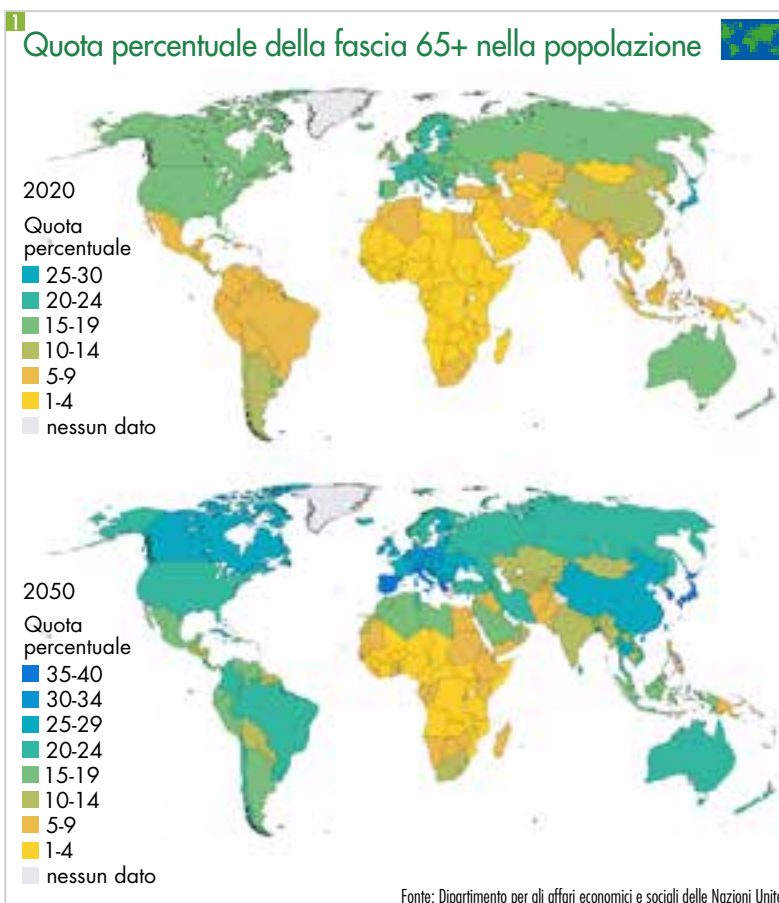 1
Quota percentuale della fascia 65+ nella popolazione
2020
Quota
percentuale
25-30
20-24
15-19
10-14
5-9
1-4
nessun dato
2050
Quota
percentuale
35-40
30-34
25-29
20-24
15-19
10-14
5-9
1-4
nessun dato
Fonte: Dipartimento per gli affari economici e sociali delle Nazioni Unite